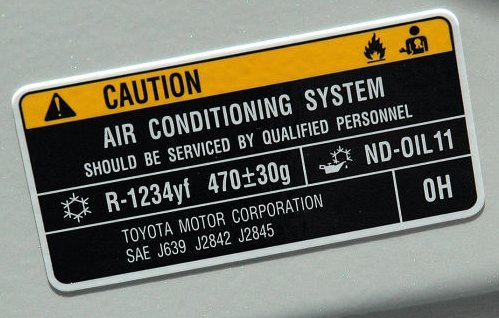 CAUTION
AIR CONDITIONING SYSTEM
SHOULD BE SERVICED BY QUALIFIED PERSONNEL
R-1234yf 470±30g ND-OIL11
TOYOTA MOTOR CORPORATION
SAE J639 J2842 J2845
0H